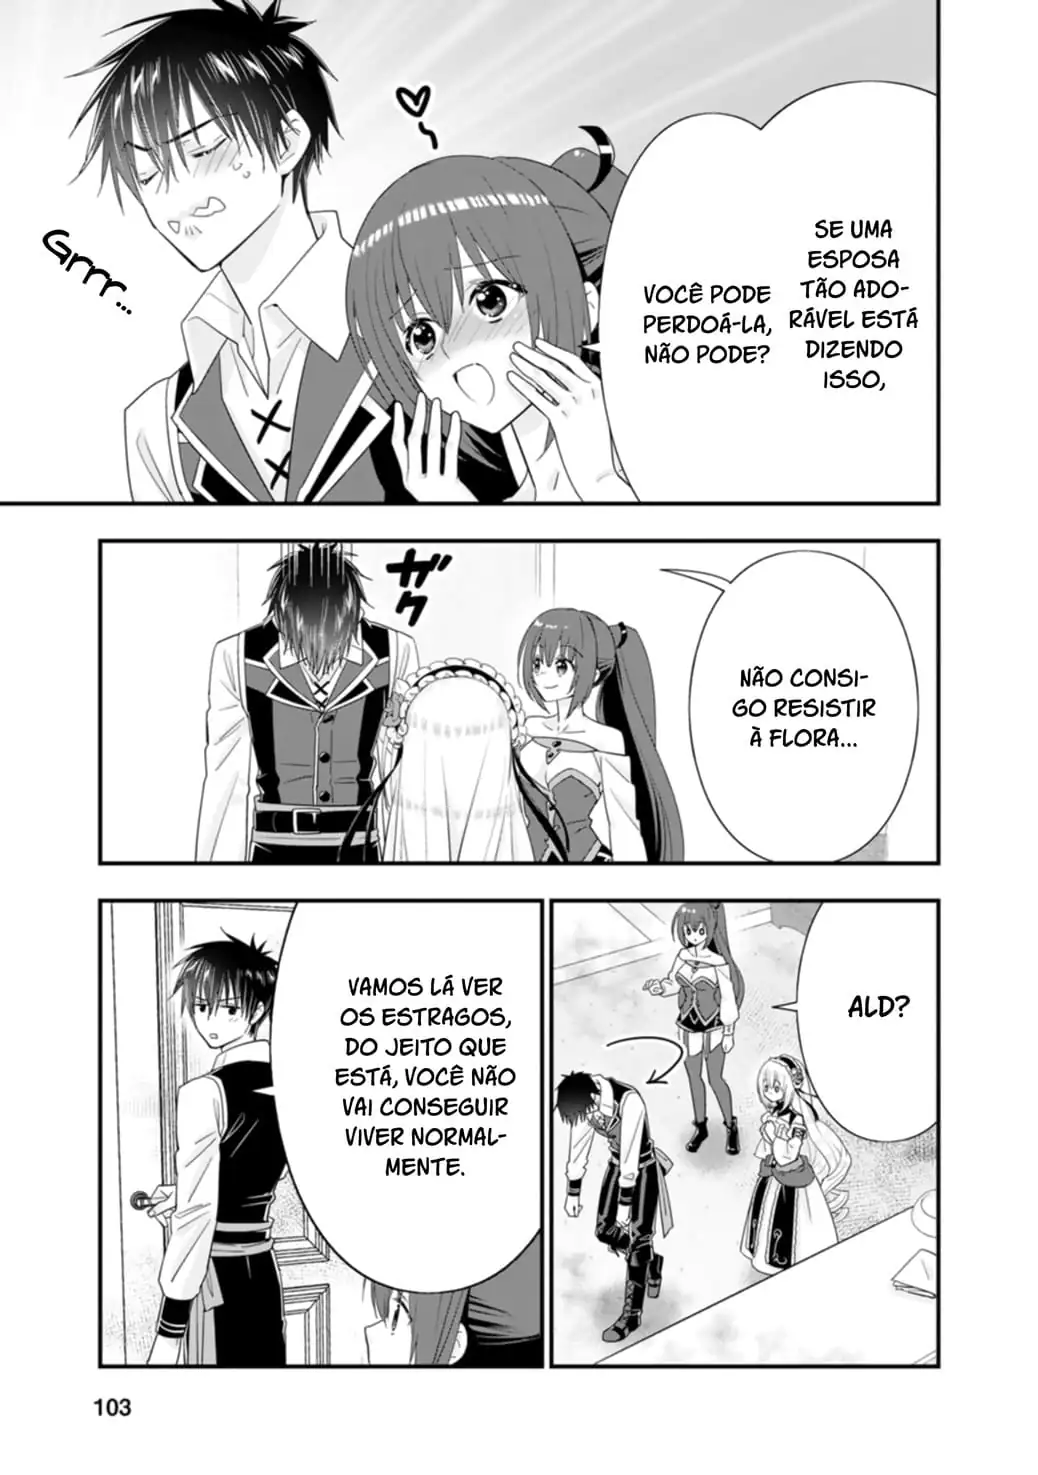 SE UMA
ESPOSA
TÃO ADO-
RÁVEL ESTÁ
DIZENDO
ISSO,
VOCÊ PODE
PERDOÁ-LA,
NÃO PODE?
Grrr...
NÃO CONSI-
GO RESISTIR
À FLORA...
ガク
ALD?
VAMOS LÁ VER
OS ESTRAGOS,
DO JEITO QUE
ESTÁ, VOCÊ NÃO
VAI CONSEGUIR
VIVER NORMAL-
MENTE.
103